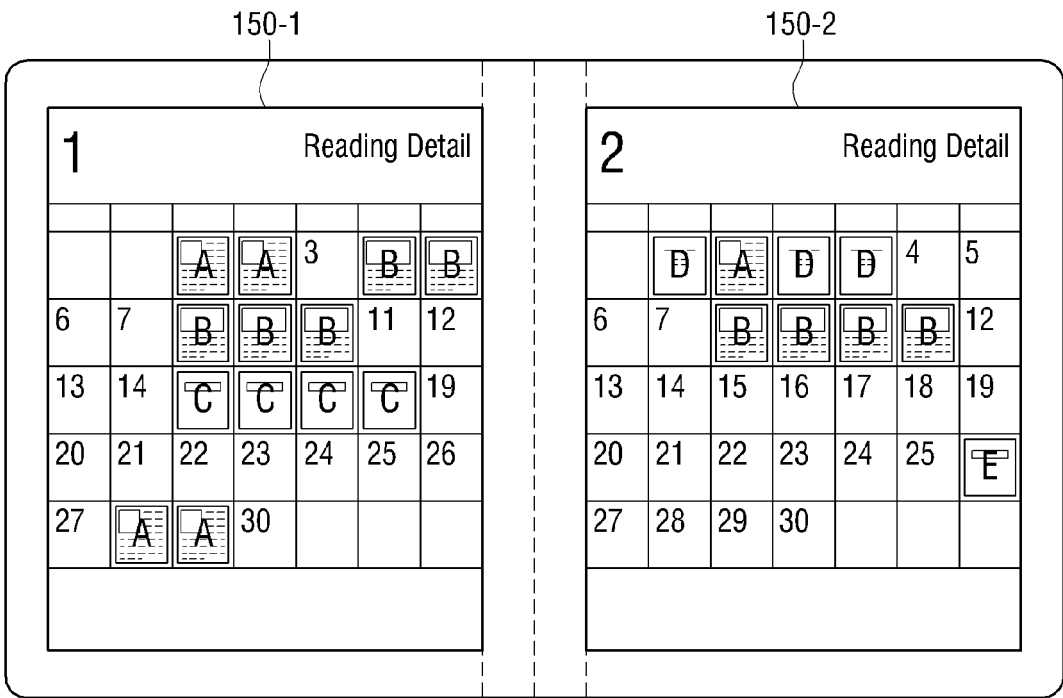 150-1 150-2
1 Reading Detail
A A 3 B B
6 7 B B B 11 12
13 14 C C C C 19
20 21 22 23 24 25 26
27 A A 30
2 Reading Detail
D A D D 4 5
6 7 B B B B 12
13 14 15 16 17 18 19
20 21 22 23 24 25 E
27 28 29 30